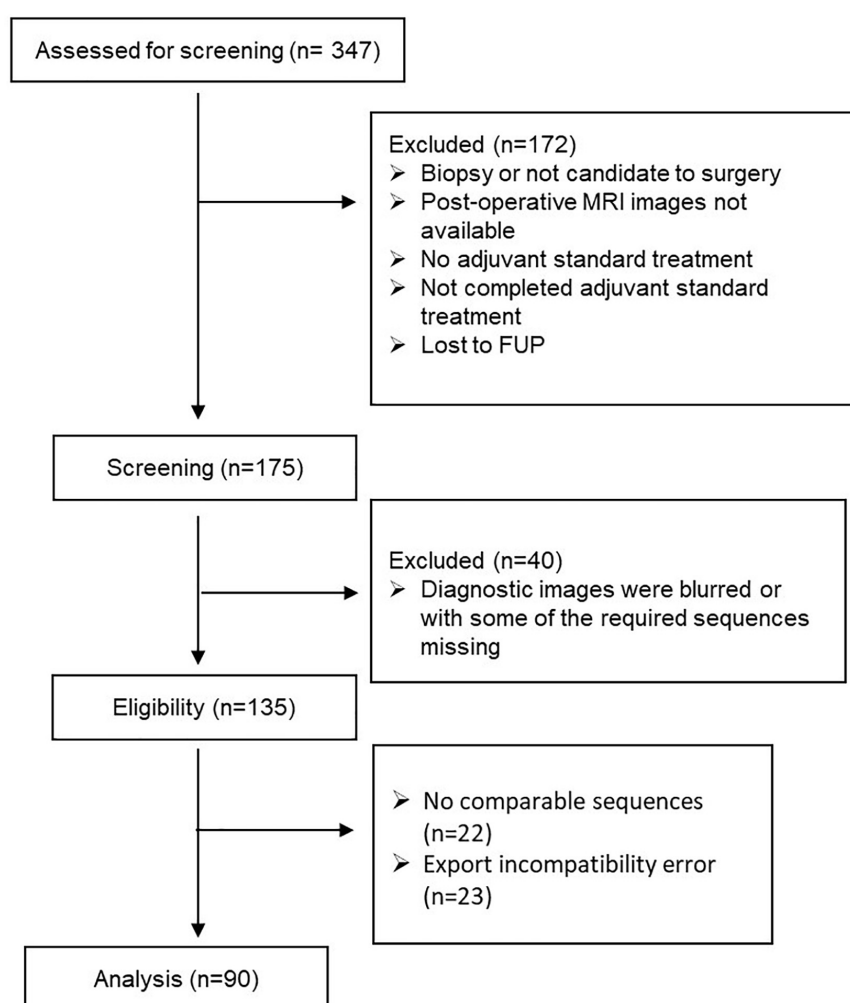 Assessed for screening (n= 347)
Excluded (n=172)
➢ Biopsy or not candidate to surgery
➢ Post-operative MRI images not
available
➢ No adjuvant standard treatment
➢ Not completed adjuvant standard
treatment
➢ Lost to FUP
Screening (n=175)
Excluded (n=40)
➢ Diagnostic images were blurred or
with some of the required sequences
missing
Eligibility (n=135)
➢ No comparable sequences
(n=22)
➢ Export incompatibility error
(n=23)
Analysis (n=90)